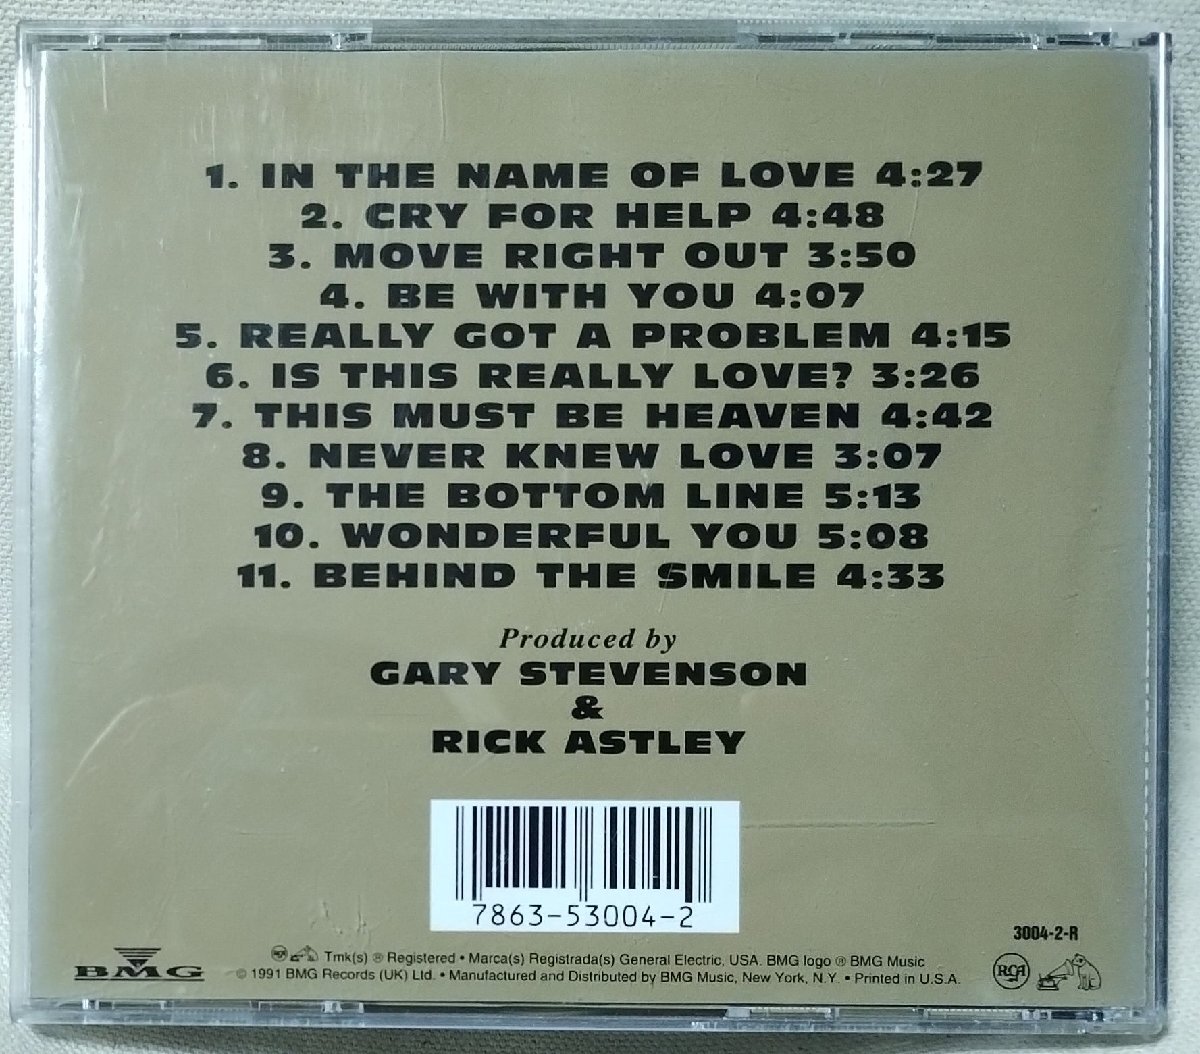 1. IN THE NAME OF LOVE 4:27
2. CRY FOR HELP 4:48
3. MOVE RIGHT OUT 3:50
4. BE WITH YOU 4:07
5. REALLY GOT A PROBLEM 4:15
6. IS THIS REALLY LOVE? 3:26
7. THIS MUST BE HEAVEN 4:42
8. NEVER KNEW LOVE 3:07
9. THE BOTTOM LINE 5:13
10. WONDERFUL YOU 5:08
11. BEHIND THE SMILE 4:33
Produced by
GARY STEVENSON
&
RICK ASTLEY
7863-53004-2
3004-2-R
BMG
Tmk(s) ® Registered • Marca(s) Registrada(s) General Electric, USA. BMG logo ® BMG Music
© 1991 BMG Records (UK) Ltd. • Manufactured and Distributed by BMG Music, New York, N.Y. • Printed in U.S.A.
RCA